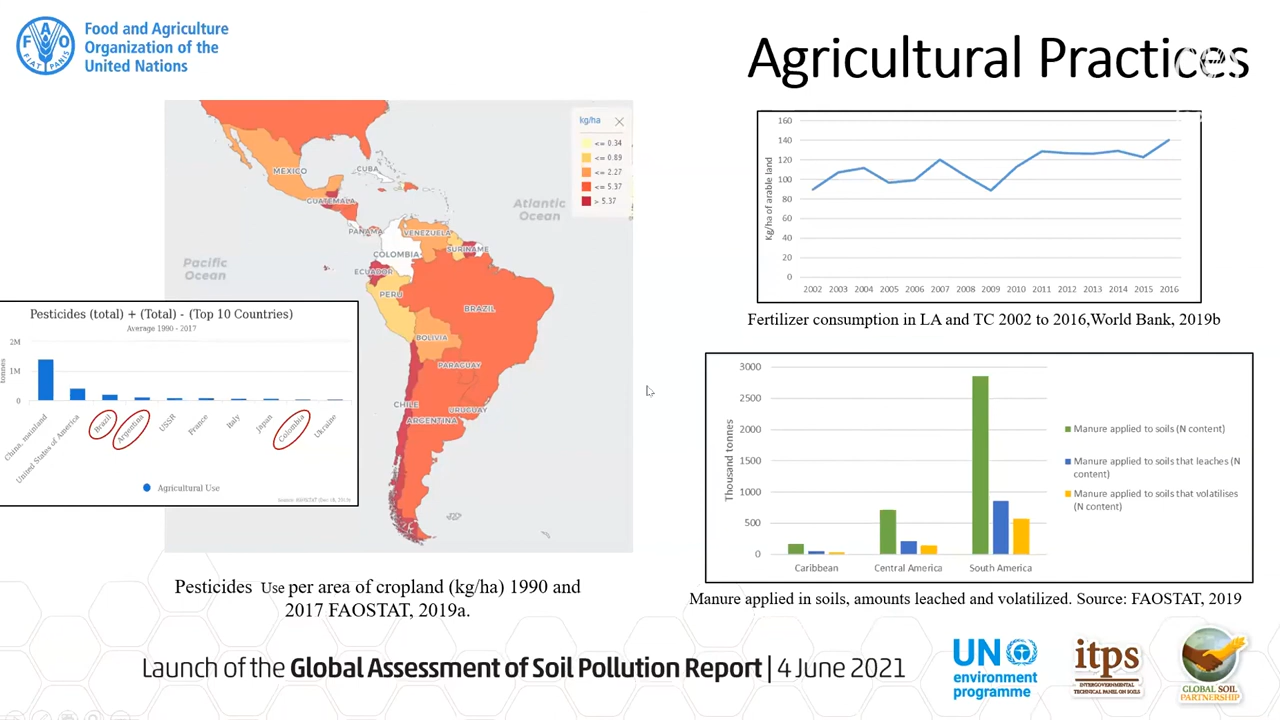 FAO
FIAT PANIS
Food and Agriculture
Organization of the
United Nations
Agricultural Practices
kg/ha
<= 0.34
<= 0.89
<= 2.27
<= 5.37
> 5.37
MEXICO
CUBA
GUATEMALA
PANAMA
VENEZUELA
SURINAME
COLOMBIA
ECUADOR
PERU
BRAZIL
BOLIVIA
PARAGUAY
CHILE
URUGUAY
ARGENTINA
Atlantic
Ocean
Pacific
Ocean
Pesticides (total) + (Total) - (Top 10 Countries)
Average 1990 - 2017
tonnes
2M
1M
0
China, mainland
United States of America
Brazil
Argentina
USSR
France
Italy
Japan
Colombia
Ukraine
Agricultural Use
Pesticides Use per area of cropland (kg/ha) 1990 and
2017 FAOSTAT, 2019a.
Kg/ha of arable land
160
140
120
100
80
60
40
20
0
2002 2003 2004 2005 2006 2007 2008 2009 2010 2011 2012 2013 2014 2015 2016
Fertilizer consumption in LA and TC 2002 to 2016,World Bank, 2019b
Thousand tonnes
3000
2500
2000
1500
1000
500
0
Caribbean Central America South America
Manure applied to soils (N content)
Manure applied to soils that leaches (N
content)
Manure applied to soils that volatilises
(N content)
Manure applied in soils, amounts leached and volatilized. Source: FAOSTAT, 2019
Launch of the Global Assessment of Soil Pollution Report | 4 June 2021
UN
environment
programme
itps
INTERGOVERNMENTAL
TECHNICAL PANEL ON SOILS
GLOBAL SOIL
PARTNERSHIP